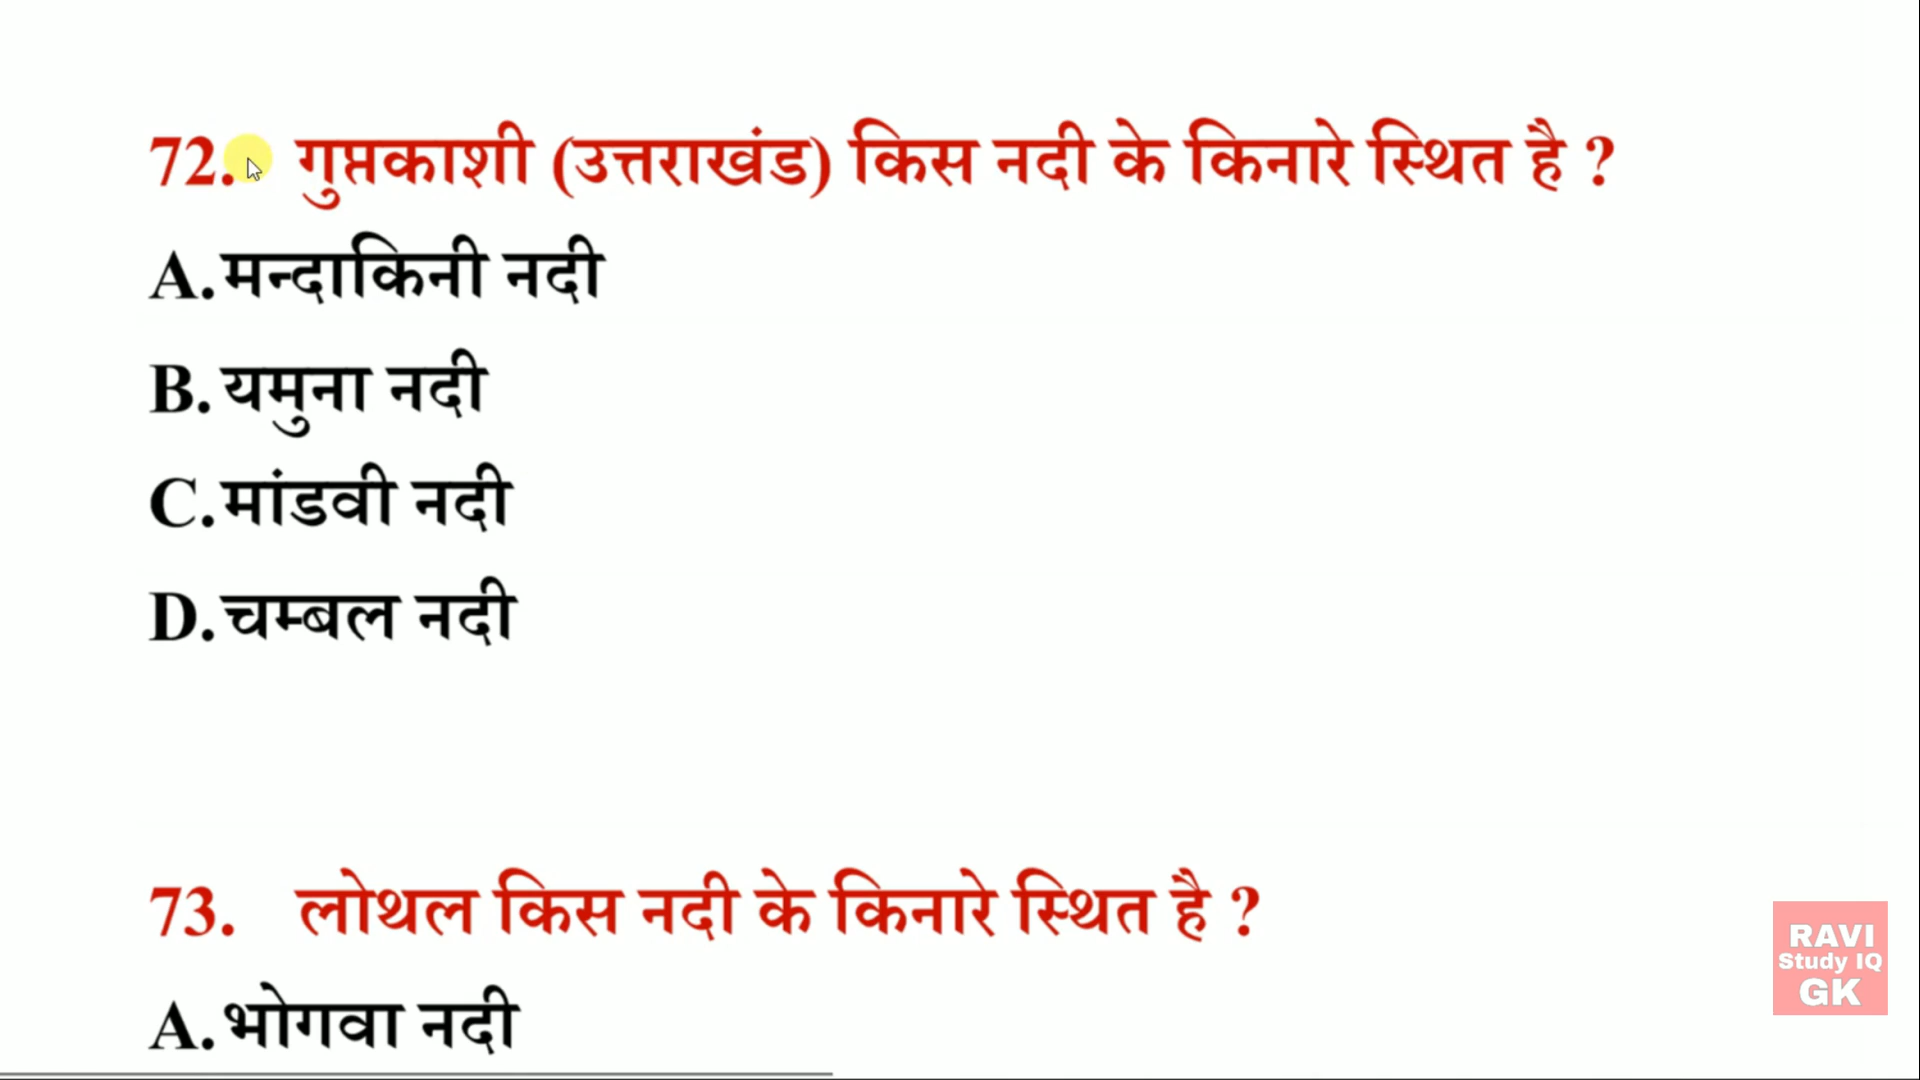 72. गुप्तकाशी (उत्तराखंड) किस नदी के किनारे स्थित है ?
A.मन्दाकिनी नदी
B. यमुना नदी
C.मांडवी नदी
D.चम्बल नदी
73. लोथल किस नदी के किनारे स्थित है ?
A.भोगवा नदी
RAVI
Study IQ
GK